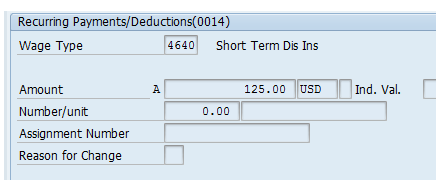 Recurring Payments/Deductions(0014)
Wage Type 4640 Short Term Dis Ins
Amount A 125.00 USD Ind. Val.
Number/unit 0.00
Assignment Number
Reason for Change